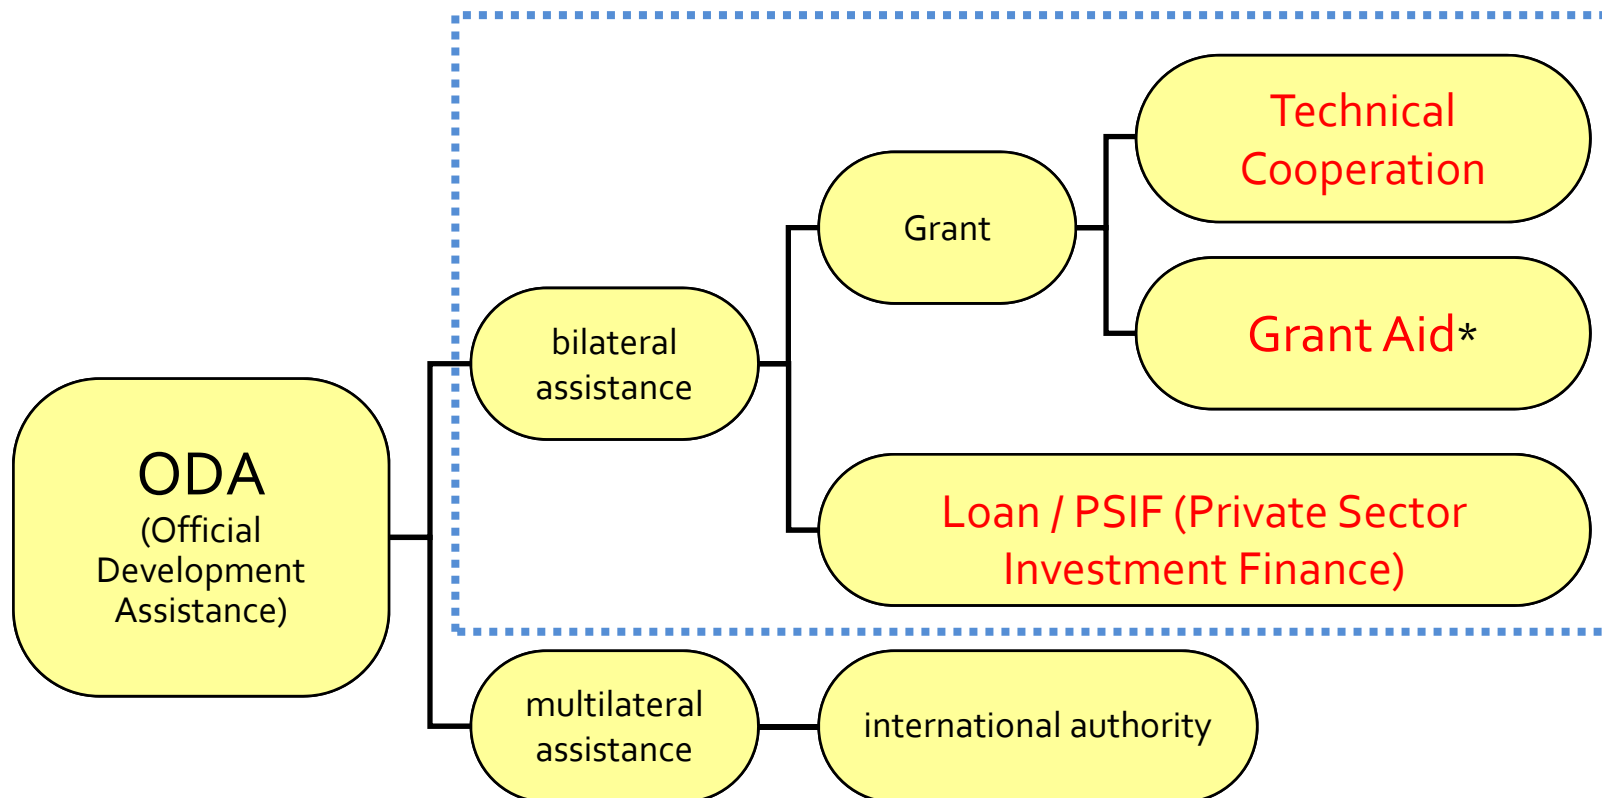 Technical
Cooperation
Grant
Grant Aid*
bilateral
assistance
ODA
(Official
Development
Assistance)
Loan / PSIF (Private Sector
Investment Finance)
multilateral
assistance
international authority